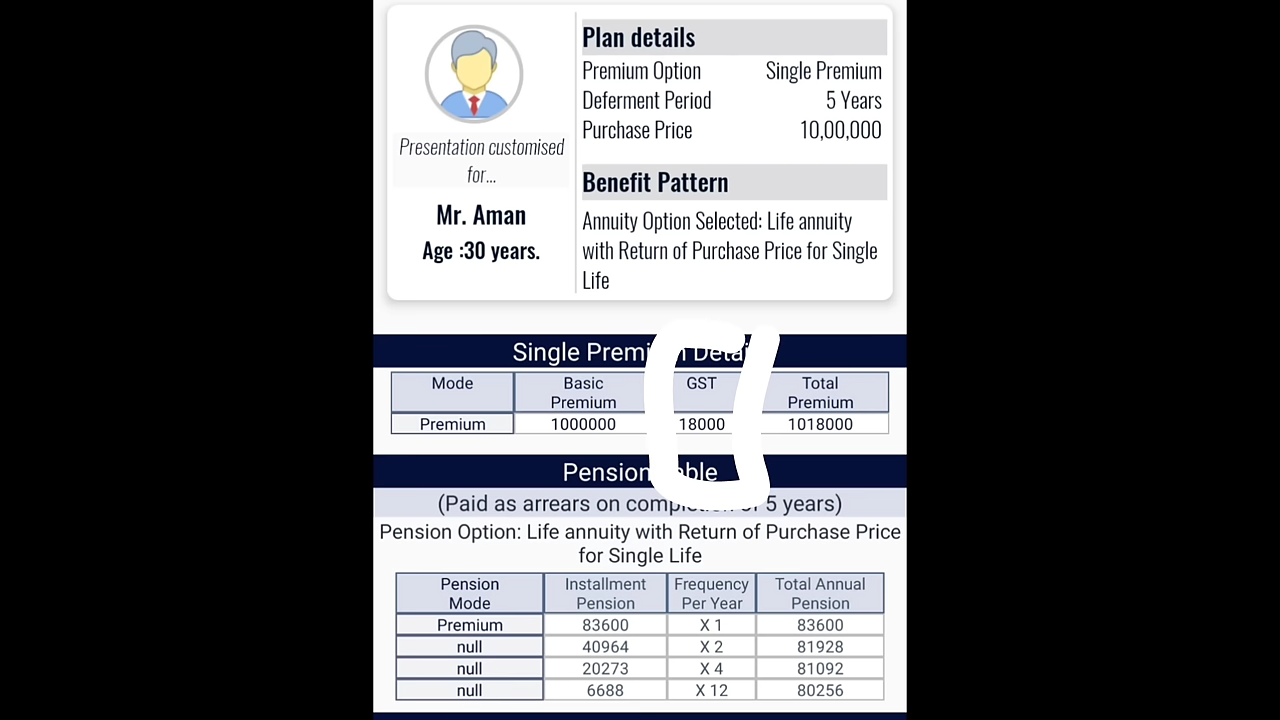 Plan details
Premium Option Single Premium
Deferment Period 5 Years
Purchase Price 10,00,000
Presentation customised
for...
Mr. Aman
Age :30 years.
Benefit Pattern
Annuity Option Selected: Life annuity
with Return of Purchase Price for Single
Life
Single
Mode Basic Premium GST Total Premium
Premium 1000000 18000 1018000
Pension
(Paid as arrears on 5 years)
Pension Option: Life annuity with Return of Purchase Price
for Single Life
Pension Mode Installment Pension Frequency Per Year Total Annual Pension
Premium 83600 X 1 83600
null 40964 X 2 81928
null 20273 X 4 81092
null 6688 X 12 80256